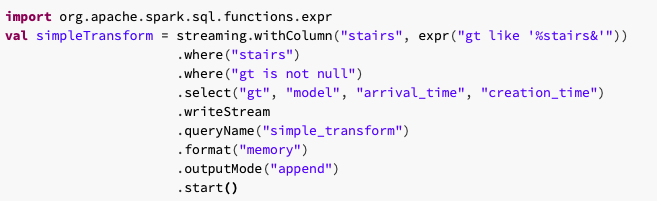 import org.apache.spark.sql.functions.expr
val simpleTransform = streaming.withColumn("stairs", expr("gt like '%stairs&'"))
.where("stairs")
.where("gt is not null")
.select("gt", "model", "arrival_time", "creation_time")
.writeStream
.queryName("simple_transform")
.format("memory")
.outputMode("append")
.start()